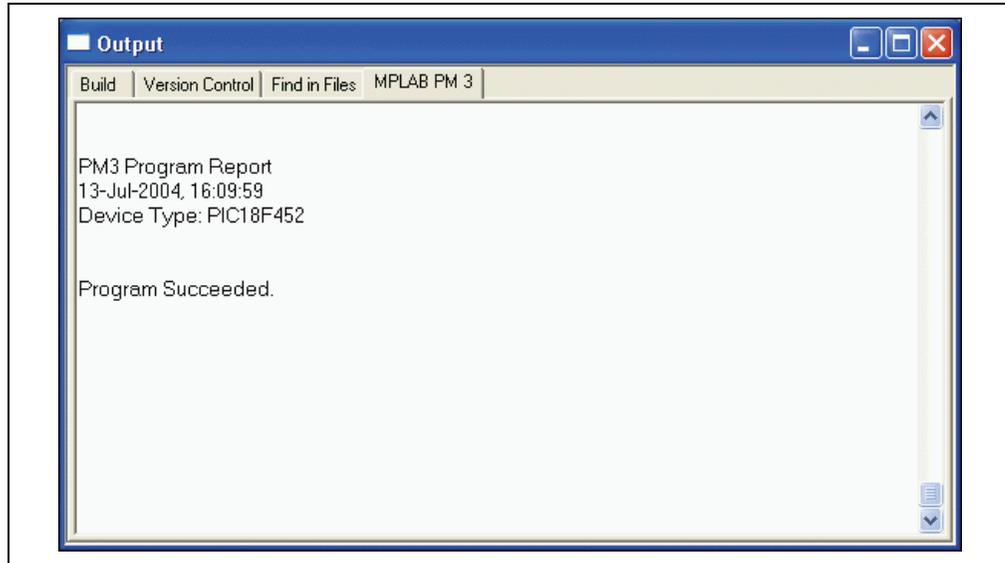 Output
Build Version Control Find in Files MPLAB PM 3
PM3 Program Report
13-Jul-2004, 16:09:59
Device Type: PIC18F452
Program Succeeded.